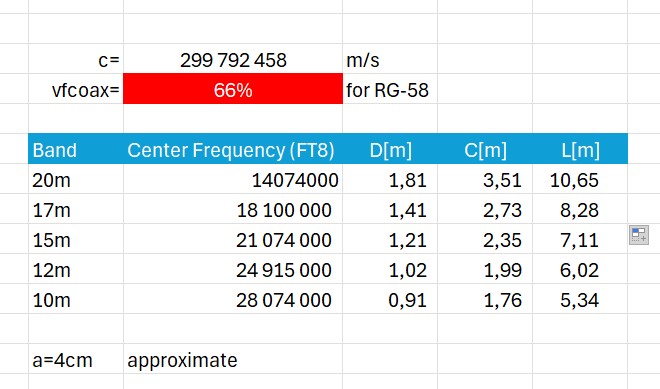 c= 299 792 458 m/s
vfcoax= 66% for RG-58
Band Center Frequency (FT8) D[m] C[m] L[m]
20m 14074000 1,81 3,51 10,65
17m 18 100 000 1,41 2,73 8,28
15m 21 074 000 1,21 2,35 7,11
12m 24 915 000 1,02 1,99 6,02
10m 28 074 000 0,91 1,76 5,34
a=4cm approximate